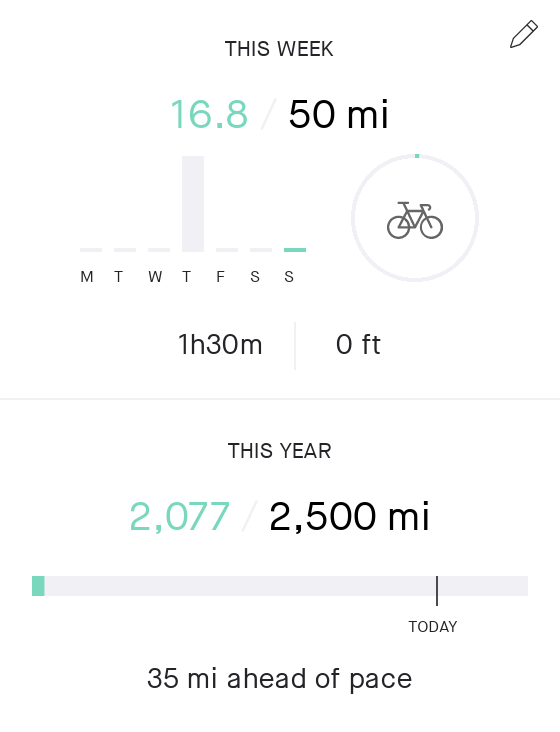 THIS WEEK
16.8 / 50 mi
M T W T F S S
1h30m 0 ft
THIS YEAR
2,077 / 2,500 mi
TODAY
35 mi ahead of pace